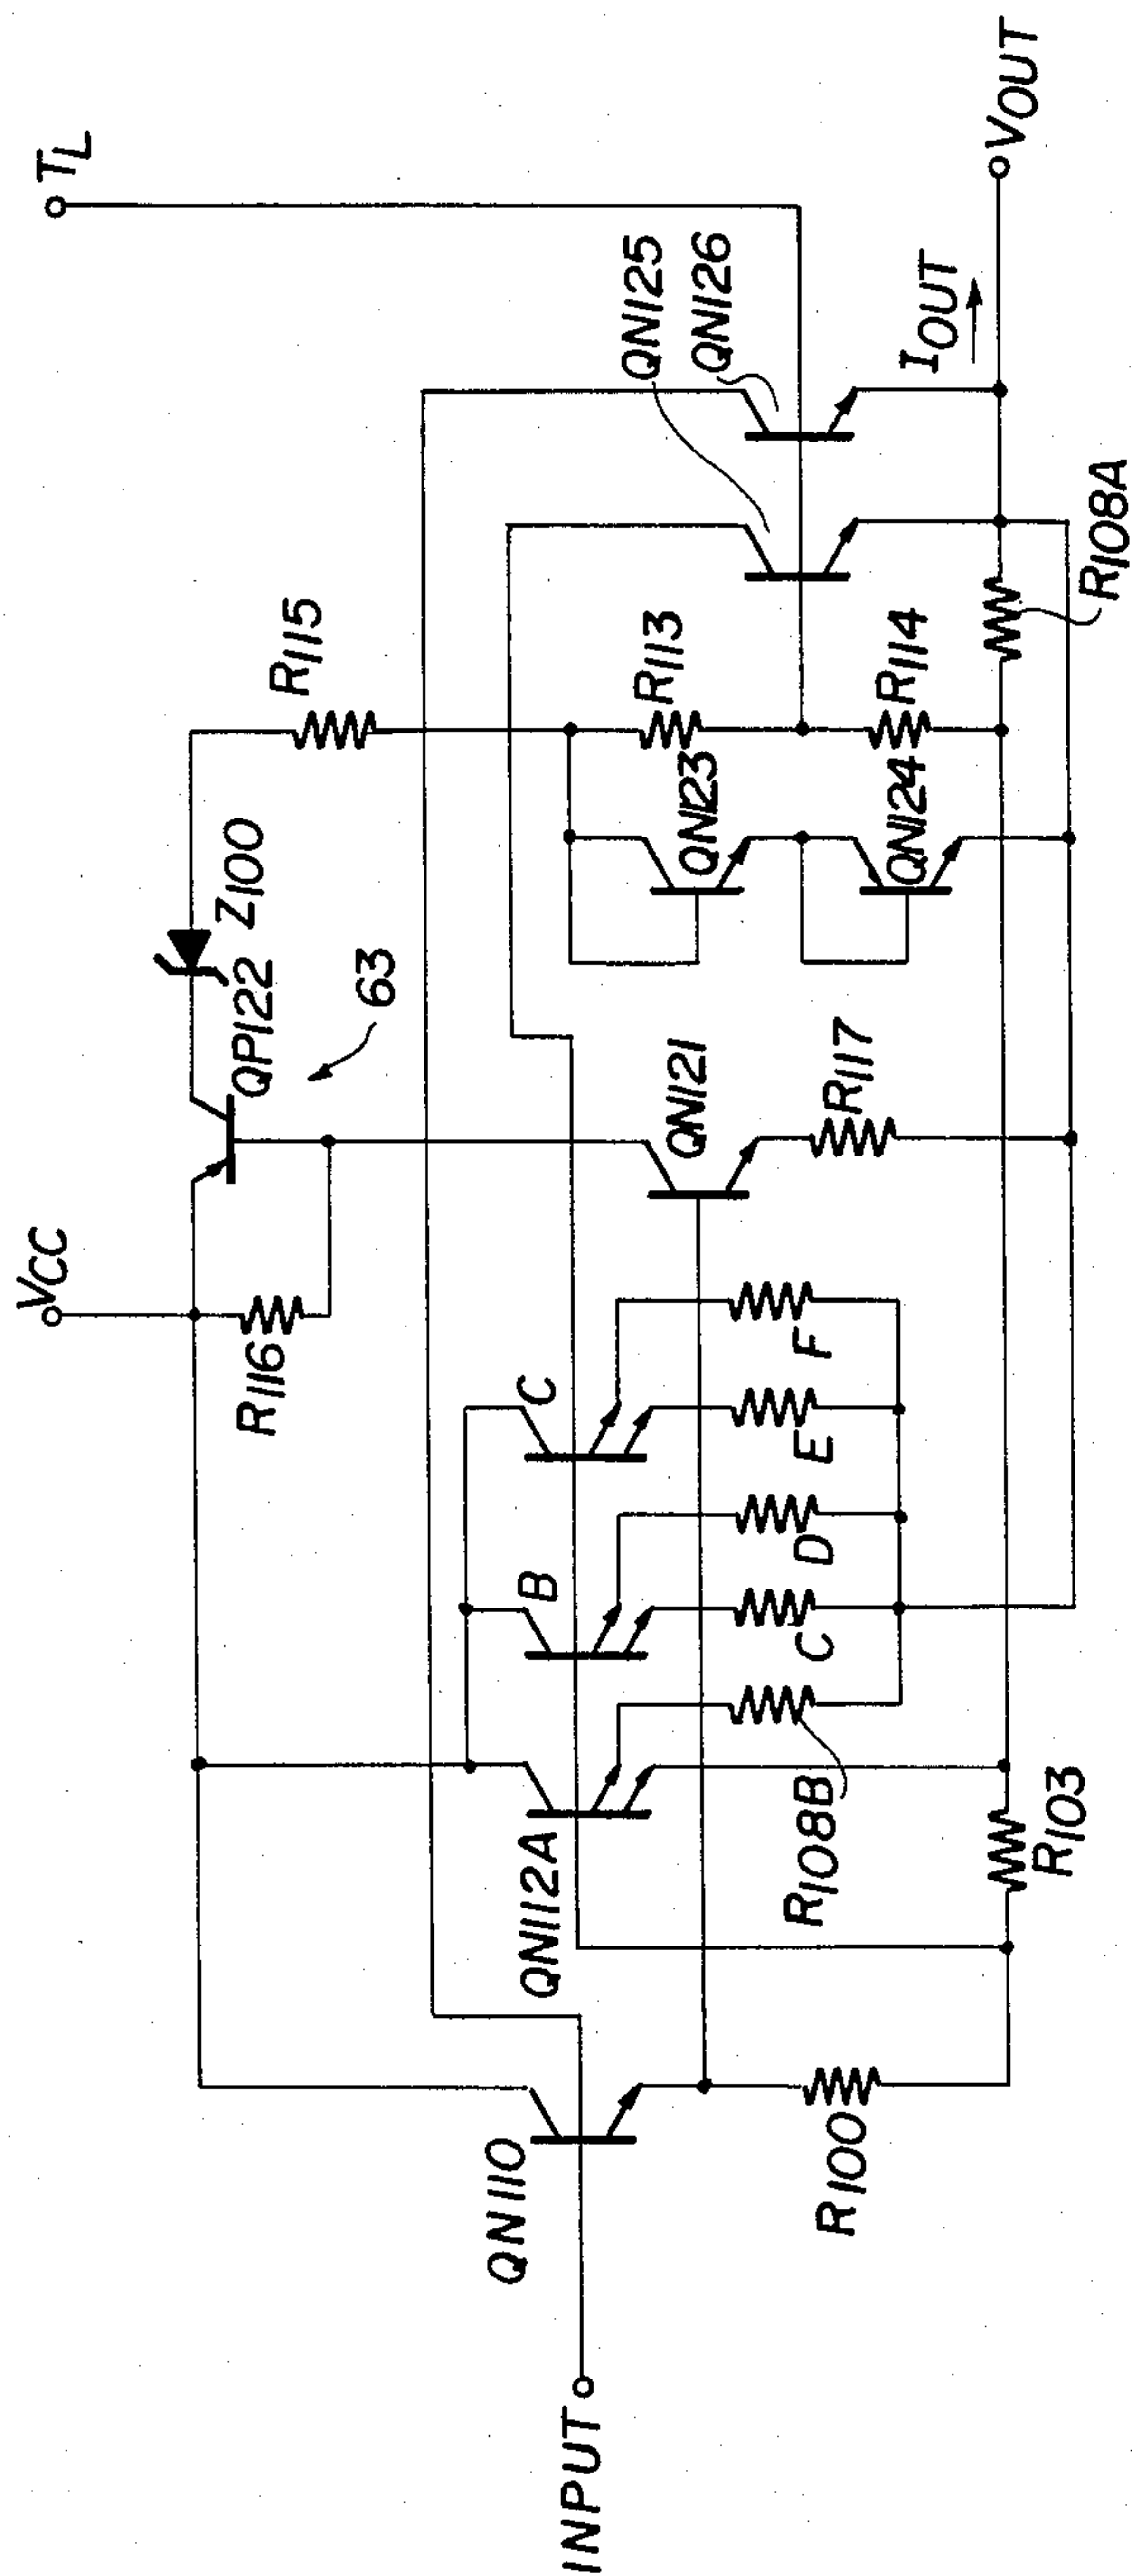 TL
VCC
R115
Z100
QP122
63
R116
QN125
QN126
IOUT
VOUT
R113
R114
R108A
QN123
QN124
QN121
R117
C
B
F
E
D
C
QN112A
R108B
R103
QN110
R100
INPUT